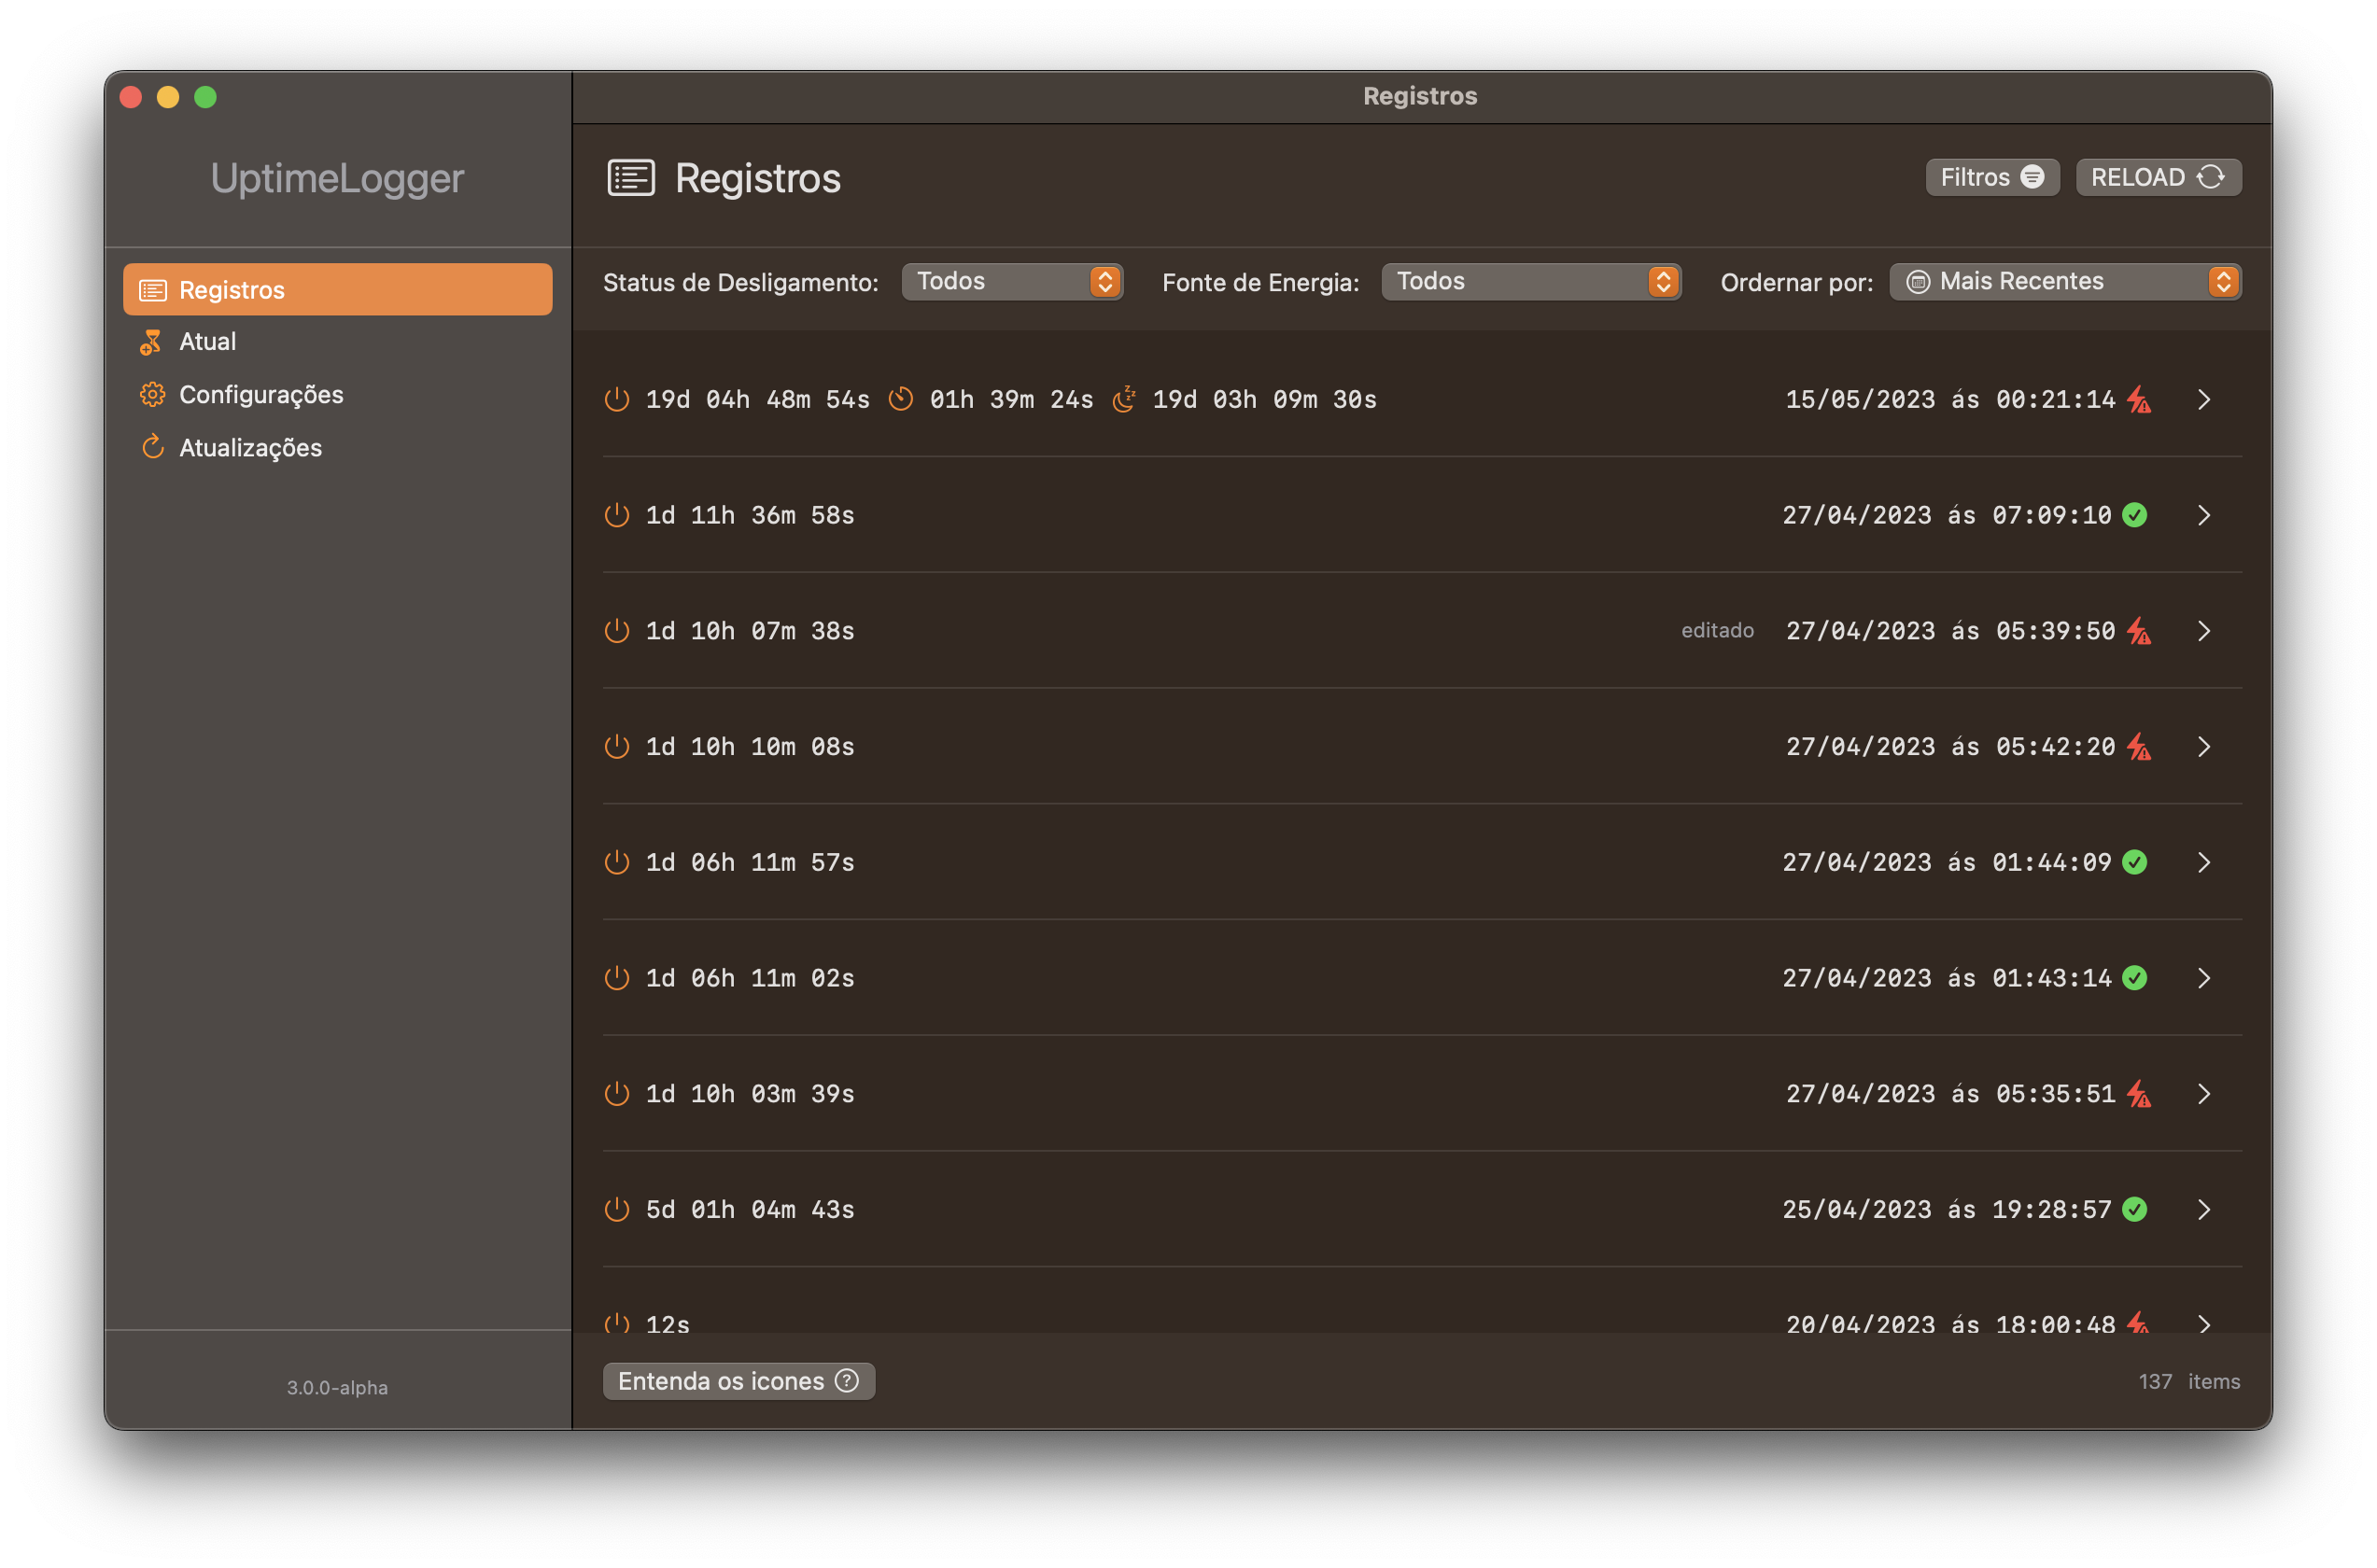 Registros
UptimeLogger
Registros
Filtros
RELOAD
Registros
Atual
Configurações
Atualizações
3.0.0-alpha
Status de Desligamento: Todos Fonte de Energia: Todos Ordernar por: Mais Recentes
19d 04h 48m 54s 01h 39m 24s 19d 03h 09m 30s 15/05/2023 ás 00:21:14
1d 11h 36m 58s 27/04/2023 ás 07:09:10
1d 10h 07m 38s editado 27/04/2023 ás 05:39:50
1d 10h 10m 08s 27/04/2023 ás 05:42:20
1d 06h 11m 57s 27/04/2023 ás 01:44:09
1d 06h 11m 02s 27/04/2023 ás 01:43:14
1d 10h 03m 39s 27/04/2023 ás 05:35:51
5d 01h 04m 43s 25/04/2023 ás 19:28:57
12s 20/04/2023 ás 18:00:48
Entenda os icones
137 items